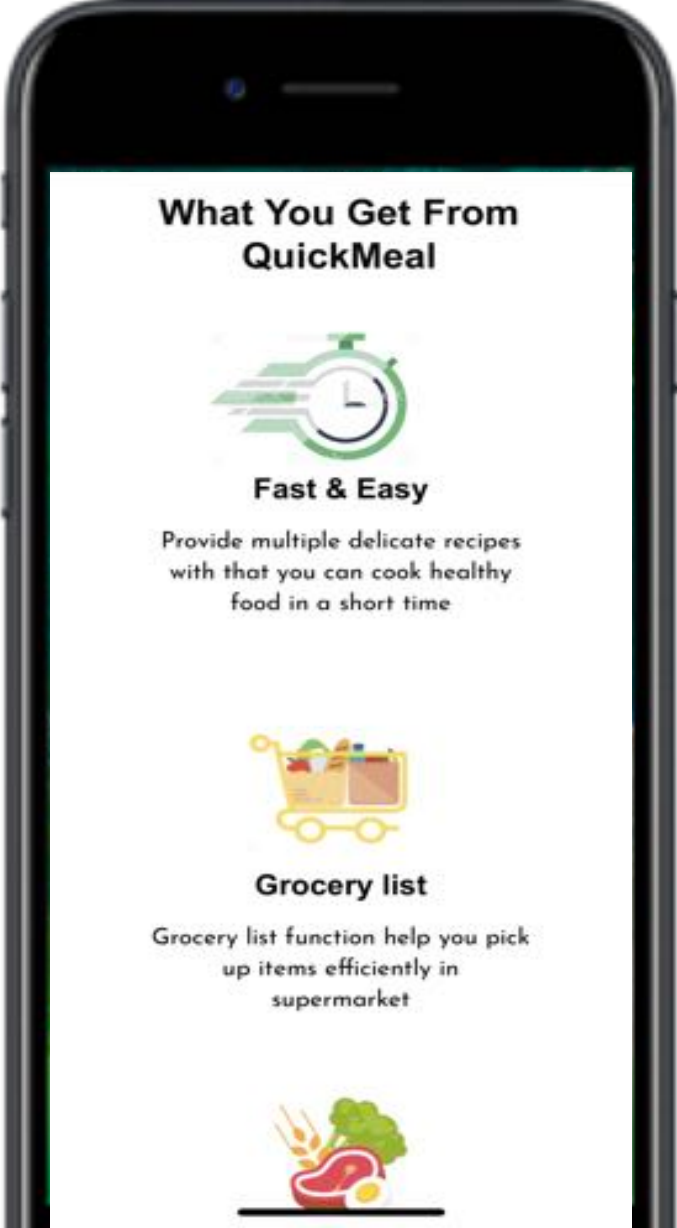 What You Get From
QuickMeal
Fast & Easy
Provide multiple delicate recipes
with that you can cook healthy
food in a short time
Grocery list
Grocery list function help you pick
up items efficiently in
supermarket